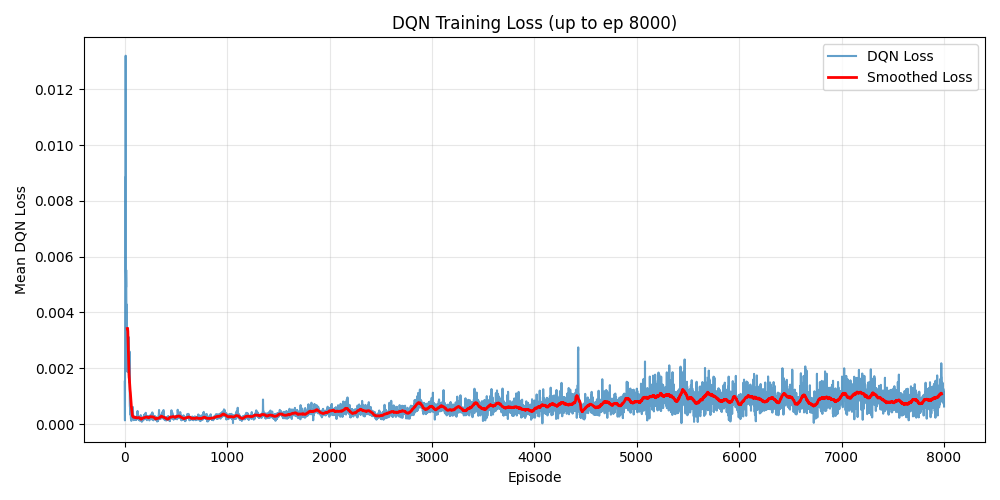 DQN Training Loss (up to ep 8000)
DQN Loss
Smoothed Loss
Mean DQN Loss
0.012
0.010
0.008
0.006
0.004
0.002
0.000
0 1000 2000 3000 4000 5000 6000 7000 8000
Episode